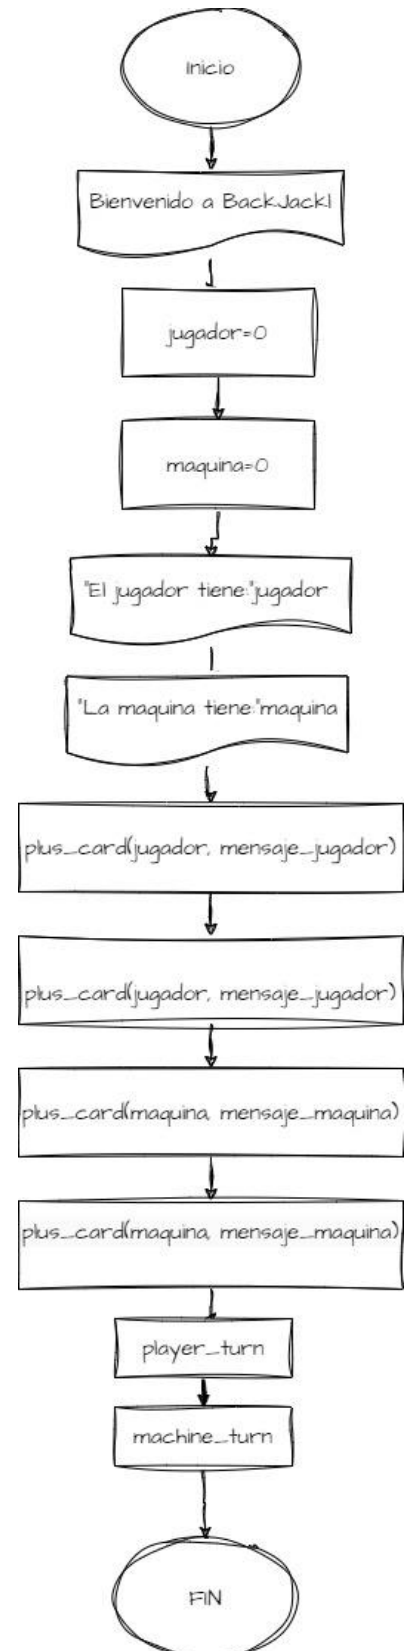 Inicio
Bienvenido a BackJack!
jugador=0
maquina=0
"El jugador tiene:"jugador
"La maquina tiene:"maquina
plus_card(jugador, mensaje_jugador)
plus_card(jugador, mensaje_jugador)
plus_card(maquina, mensaje_maquina)
plus_card(maquina, mensaje_maquina)
player_turn
machine_turn
FIN